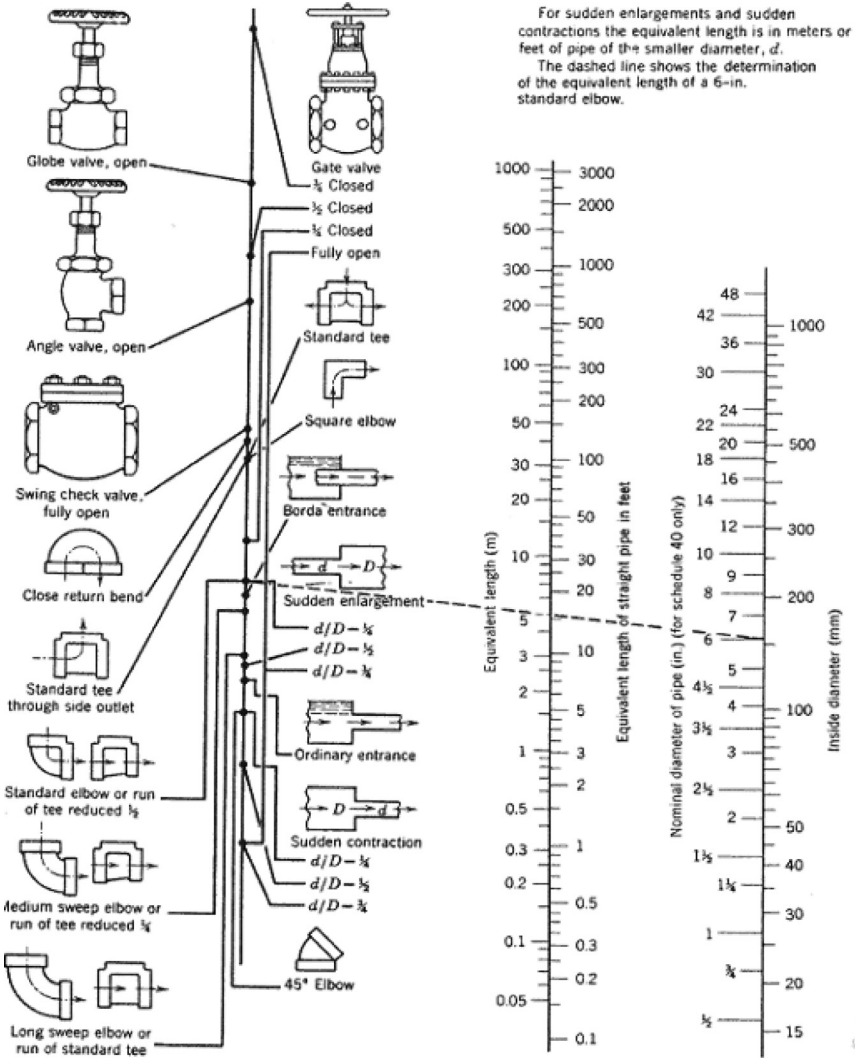 For sudden enlargements and sudden
contractions the equivalent length is in meters or
feet of pipe of the smaller diameter, d.
The dashed line shows the determination
of the equivalent length of a 6-in.
standard elbow.
Globe valve, open
Gate valve
¾ Closed
½ Closed
¼ Closed
Fully open
Angle valve, open
Standard tee
Square elbow
Swing check valve,
fully open
Borda entrance
Close return bend
d D
Sudden enlargement
d/D – ¼
d/D – ½
d/D – ¾
Standard tee
through side outlet
Ordinary entrance
Standard elbow or run
of tee reduced ½
D d
Sudden contraction
d/D – ¼
d/D – ½
d/D – ¾
Medium sweep elbow or
run of tee reduced ¼
45° Elbow
Long sweep elbow or
run of standard tee
Equivalent length (m)
1000
500
300
200
100
50
30
20
10
5
3
2
1
0.5
0.3
0.2
0.1
0.05
Equivalent length of straight pipe in feet
3000
2000
1000
500
300
200
100
50
30
20
10
5
3
2
1
0.5
0.3
0.2
0.1
Nominal diameter of pipe (in.) (for schedule 40 only)
48
42
36
30
24
22
20
18
16
14
12
10
9
8
7
6
5
4½
4
3½
3
2½
2
1½
1¼
1
¾
½
Inside diameter (mm)
1000
500
300
200
100
50
40
30
20
15